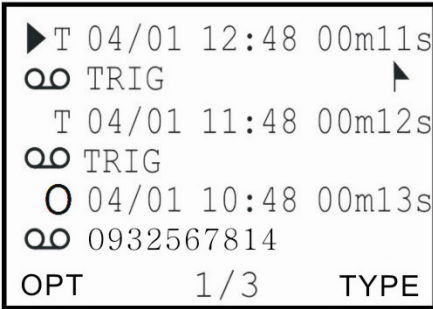 T 04/01 12:48 00m11s
TRIG
T 04/01 11:48 00m12s
TRIG
O 04/01 10:48 00m13s
0932567814
OPT 1/3 TYPE